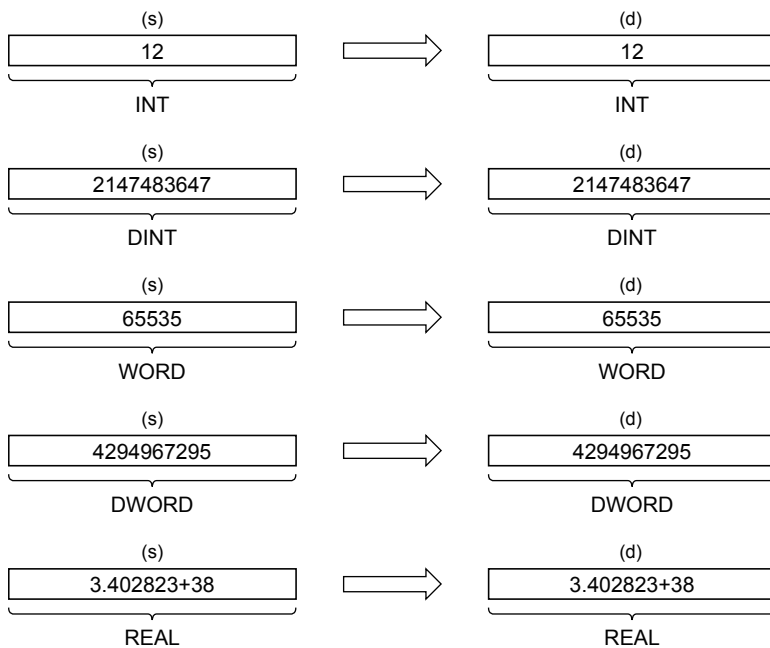 (s) (d)
12 12
INT INT
(s) (d)
2147483647 2147483647
DINT DINT
(s) (d)
65535 65535
WORD WORD
(s) (d)
4294967295 4294967295
DWORD DWORD
(s) (d)
3.402823+38 3.402823+38
REAL REAL